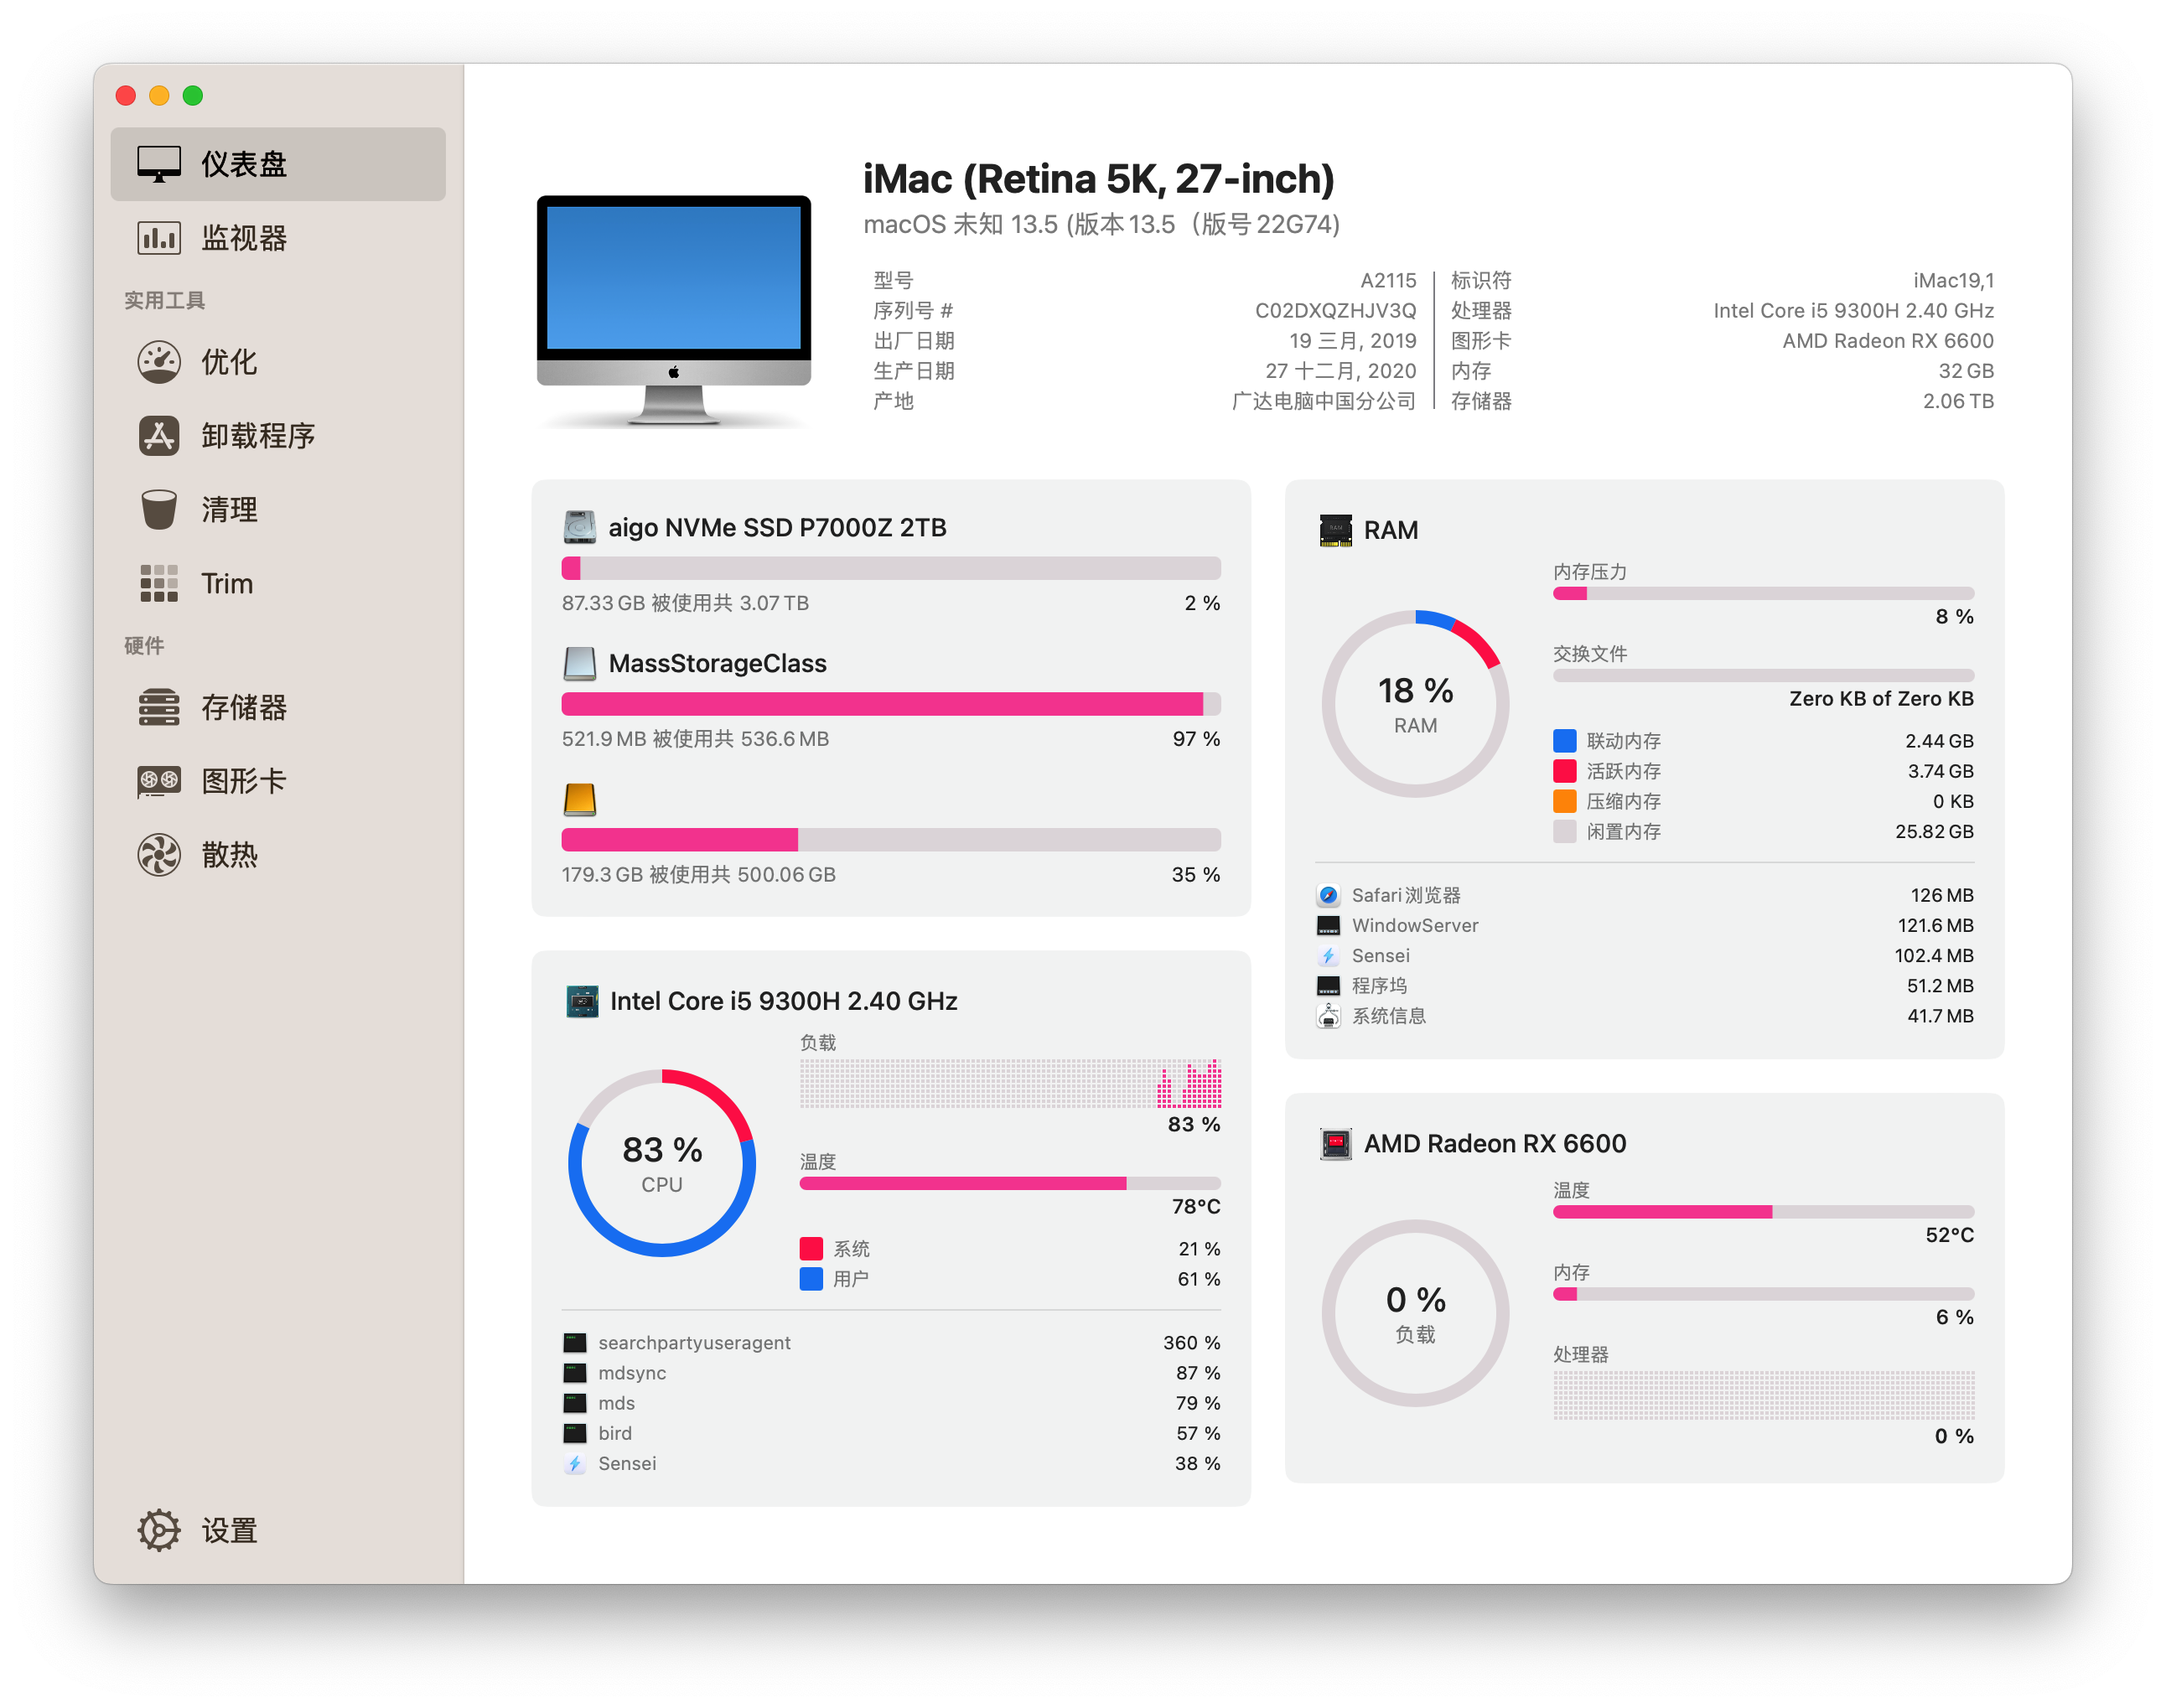 仪表盘
监视器
实用工具
优化
卸载程序
清理
Trim
硬件
存储器
图形卡
散热
设置
iMac (Retina 5K, 27-inch)
macOS 未知 13.5 (版本 13.5（版号 22G74)
型号 A2115
序列号 # C02DXQZHJV3Q
出厂日期 19 三月, 2019
生产日期 27 十二月, 2020
产地 广达电脑中国分公司
标识符 iMac19,1
处理器 Intel Core i5 9300H 2.40 GHz
图形卡 AMD Radeon RX 6600
内存 32 GB
存储器 2.06 TB
aigo NVMe SSD P7000Z 2TB
87.33 GB 被使用共 3.07 TB 2 %
MassStorageClass
521.9 MB 被使用共 536.6 MB 97 %
179.3 GB 被使用共 500.06 GB 35 %
Intel Core i5 9300H 2.40 GHz
负载
83 %
83 %
CPU
温度
78°C
系统 21 %
用户 61 %
searchpartyuseragent 360 %
mdsync 87 %
mds 79 %
bird 57 %
Sensei 38 %
RAM
内存压力
8 %
18 %
RAM
交换文件
Zero KB of Zero KB
联动内存 2.44 GB
活跃内存 3.74 GB
压缩内存 0 KB
闲置内存 25.82 GB
Safari 浏览器 126 MB
WindowServer 121.6 MB
Sensei 102.4 MB
程序坞 51.2 MB
系统信息 41.7 MB
AMD Radeon RX 6600
温度
52°C
0 %
负载
内存
6 %
处理器
0 %